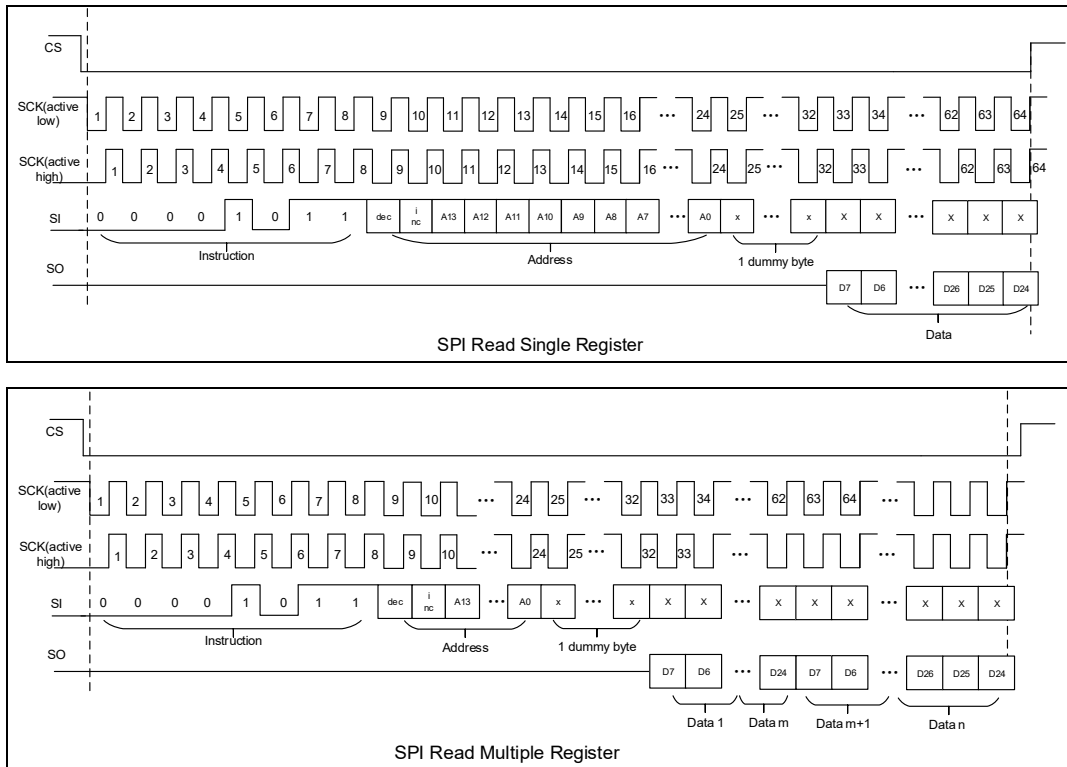 CS
SCK(active low) 1 2 3 4 5 6 7 8 9 10 11 12 13 14 15 16 ... 24 25 ... 32 33 34 ... 62 63 64
SCK(active high) 1 2 3 4 5 6 7 8 9 10 11 12 13 14 15 16 ... 24 25 ... 32 33 ... 62 63 64
SI 0 0 0 0 1 0 1 1 dec i nc A13 A12 A11 A10 A9 A8 A7 ... A0 x ... x X X ... X X X
Instruction Address 1 dummy byte
SO D7 D6 ... D26 D25 D24
Data
SPI Read Single Register
CS
SCK(active low) 1 2 3 4 5 6 7 8 9 10 ... 24 25 ... 32 33 34 ... 62 63 64 ...
SCK(active high) 1 2 3 4 5 6 7 8 9 10 ... 24 25 ... 32 33 ... ...
SI 0 0 0 0 1 0 1 1 dec i nc A13 ... A0 x ... x X X ... X X X ... X X X
Instruction Address 1 dummy byte
SO D7 D6 ... D24 D7 D6 ... D26 D25 D24
Data 1 Data m Data m+1 Data n
SPI Read Multiple Register